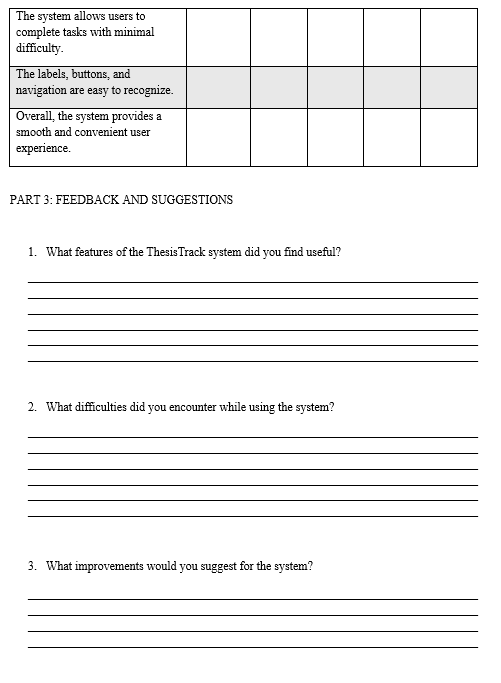 The system allows users to
complete tasks with minimal
difficulty.
The labels, buttons, and
navigation are easy to recognize.
Overall, the system provides a
smooth and convenient user
experience.
PART 3: FEEDBACK AND SUGGESTIONS
1. What features of the ThesisTrack system did you find useful?
2. What difficulties did you encounter while using the system?
3. What improvements would you suggest for the system?